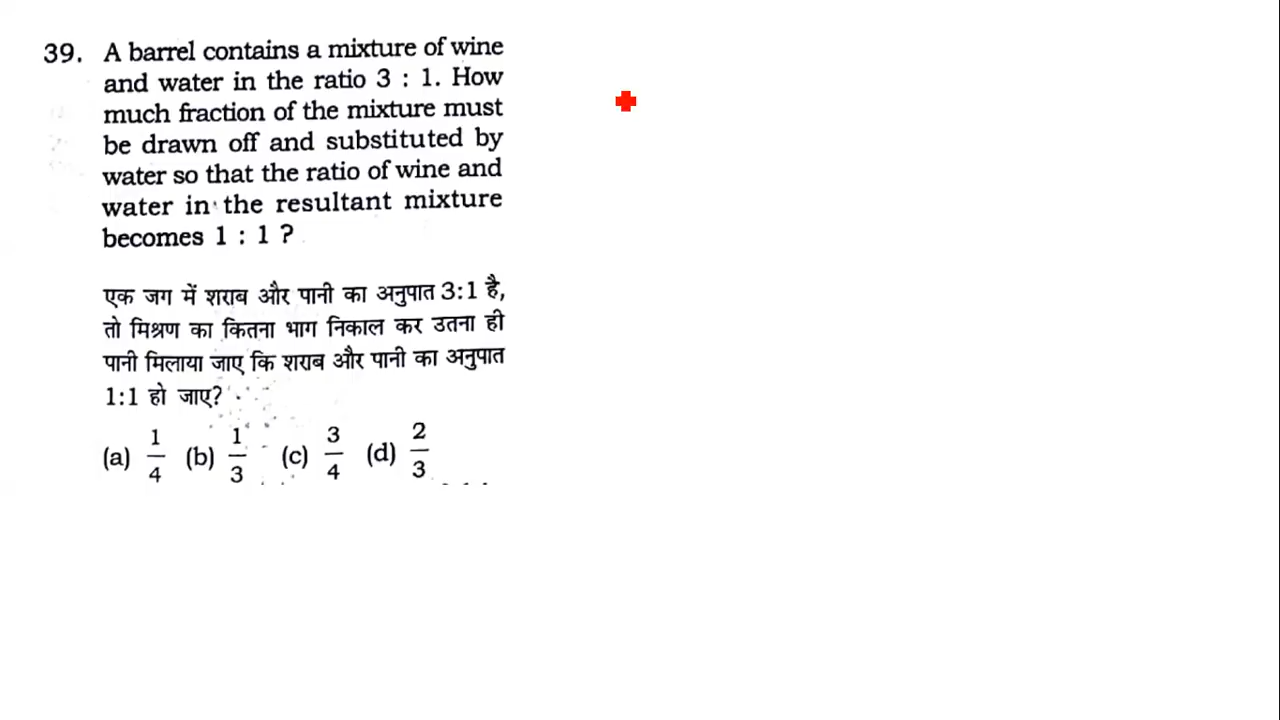 39. A barrel contains a mixture of wine
and water in the ratio 3 : 1. How
much fraction of the mixture must
be drawn off and substituted by
water so that the ratio of wine and
water in the resultant mixture
becomes 1 : 1 ?
एक जग में शराब और पानी का अनुपात 3:1 है,
तो मिश्रण का कितना भाग निकाल कर उतना ही
पानी मिलाया जाए कि शराब और पानी का अनुपात
1:1 हो जाए?
(a) 1/4 (b) 1/3 (c) 3/4 (d) 2/3